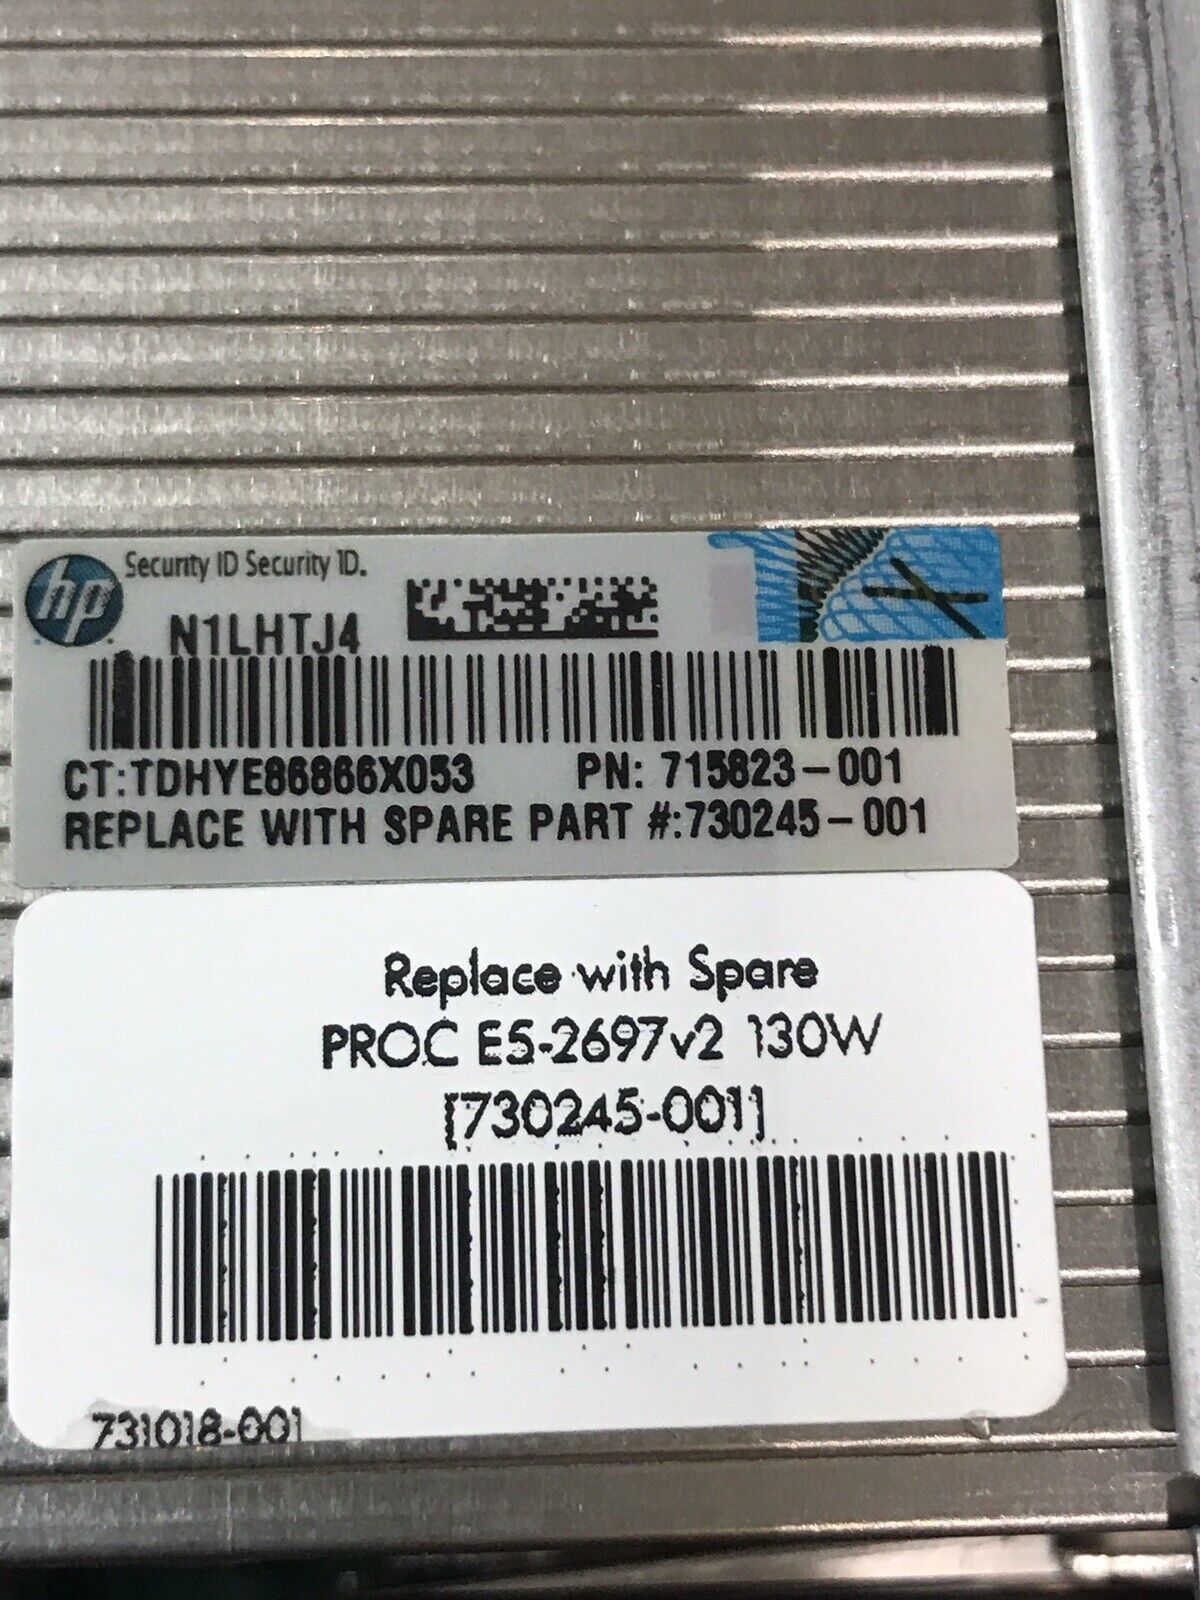 hp Security ID Security ID.
N1LHTJ4
CT:TDHYE86866X053 PN: 715823-001
REPLACE WITH SPARE PART #:730245-001
Replace with Spare
PROC E5-2697v2 130W
[730245-001]
731018-001